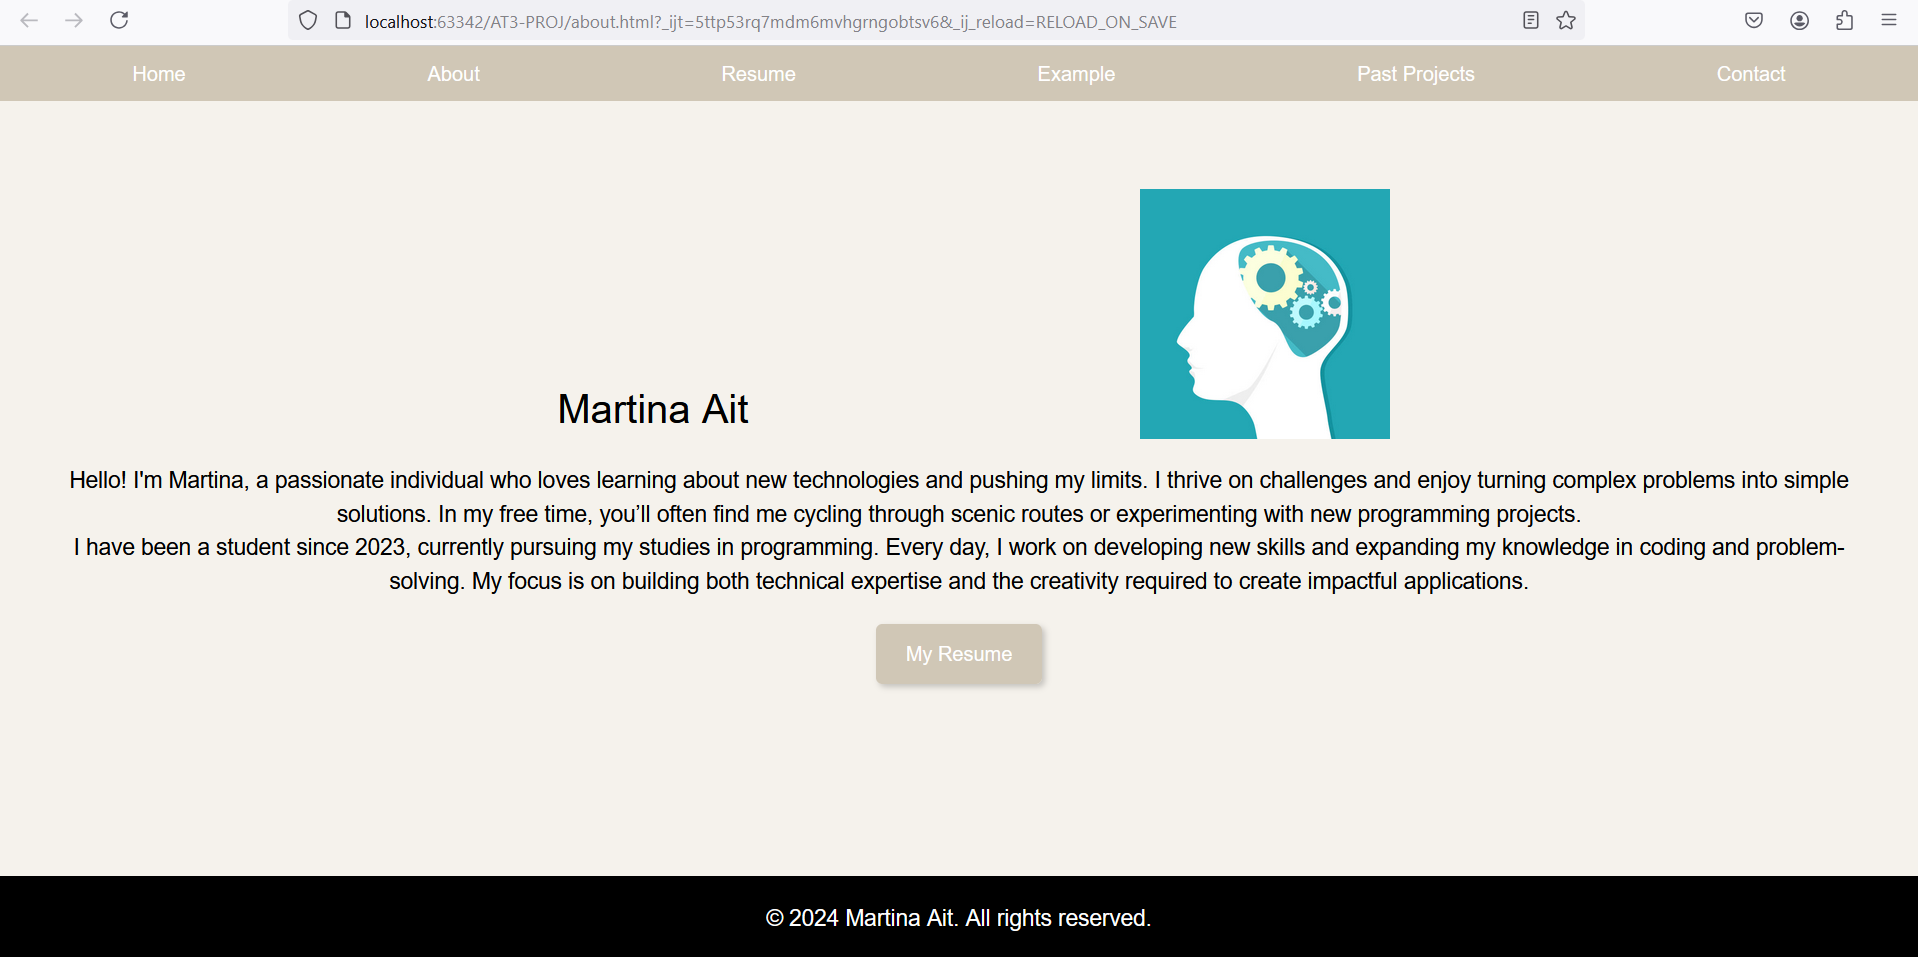 localhost:63342/AT3-PROJ/about.html?_ijt=5ttp53rq7mdm6mvhgrngobtsv6&_ij_reload=RELOAD_ON_SAVE
Home About Resume Example Past Projects Contact
Martina Ait
Hello! I'm Martina, a passionate individual who loves learning about new technologies and pushing my limits. I thrive on challenges and enjoy turning complex problems into simple
solutions. In my free time, you’ll often find me cycling through scenic routes or experimenting with new programming projects.
I have been a student since 2023, currently pursuing my studies in programming. Every day, I work on developing new skills and expanding my knowledge in coding and problem-
solving. My focus is on building both technical expertise and the creativity required to create impactful applications.
My Resume
© 2024 Martina Ait. All rights reserved.